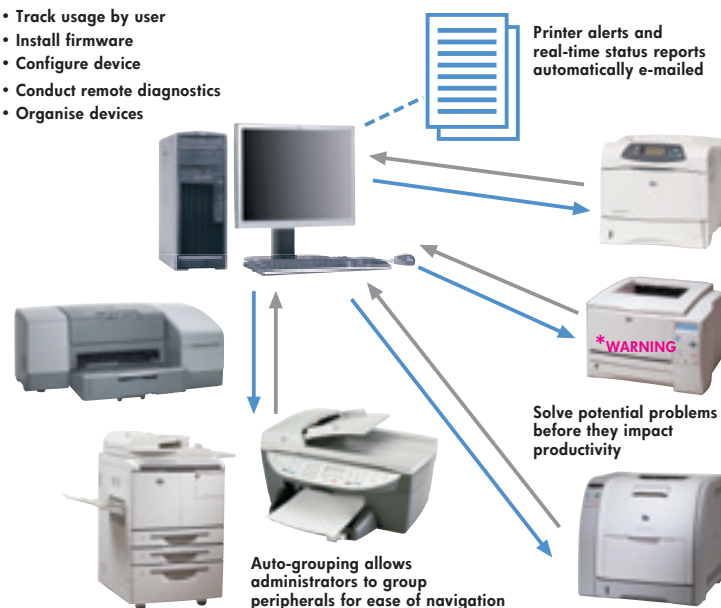 • Track usage by user
• Install firmware
• Configure device
• Conduct remote diagnostics
• Organise devices
Printer alerts and
real-time status reports
automatically e-mailed
*WARNING
Solve potential problems
before they impact
productivity
Auto-grouping allows
administrators to group
peripherals for ease of navigation